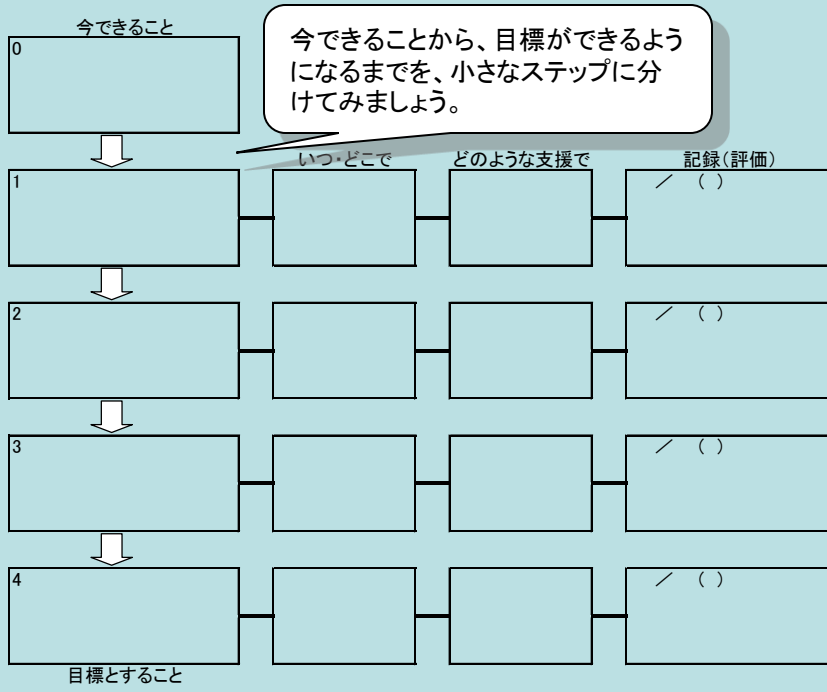 今できること
0
今できることから、目標ができるよう
になるまでを、小さなステップに分
けてみましょう。
いつ・どこで
どのような支援で
記録(評価)
1
／ ( )
2
／ ( )
3
／ ( )
4
／ ( )
目標とすること